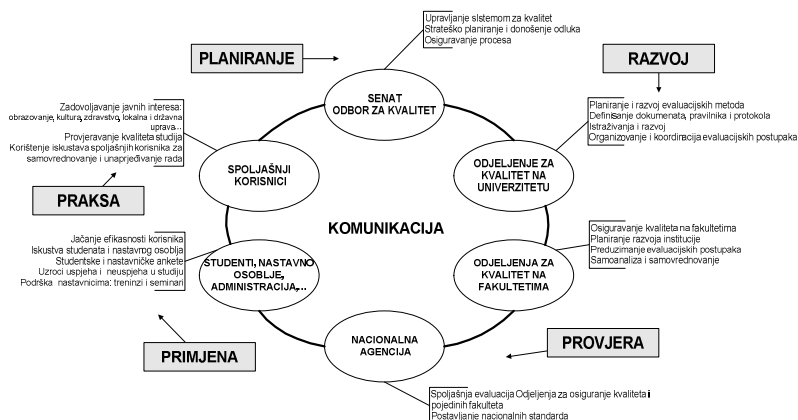 Upravljanje sistemom za kvalitet
Strateško planiranje i donošenje odluka
Osiguravanje procesa
PLANIRANJE
RAZVOJ
SENAT
ODBOR ZA KVALITET
Planiranje i razvoj evaluacijskih metoda
Definisanje dokumenata, pravilnika i protokola
Istraživanja i razvoj
Organizovanje i koordinacija evaluacijskih postupaka
Zadovoljavanje javnih interesa:
obrazovanje, kultura, zdravstvo, lokalna i državna
uprava...
Provjeravanje kvaliteta studija
Korištenje iskustava spoljašnjih korisnika za
samovrednovanje i unaprjeđivanje rada
SPOLJAŠNJI
KORISNICI
ODJELJENJE ZA
KVALITET NA
UNIVERZITETU
PRAKSA
KOMUNIKACIJA
Jačanje efikasnosti korisnika
Iskustva studenata i nastavnog osoblja
Studentske i nastavničke ankete
Uzroci uspjeha i neuspjeha u studiju
Podrška nastavnicima: treninzi i seminari
STUDENTI, NASTAVNO
OSOBLJE,
ADMINISTRACIJA,...
ODJELJENJA ZA
KVALITET NA
FAKULTETIMA
Osiguravanje kvaliteta na fakultetima
Planiranje razvoja institucije
Preduzimanje evaluacijskih postupaka
Samoanaliza i samovrednovanje
PRIMJENA
NACIONALNA
AGENCIJA
PROVJERA
Spoljašnja evaluacija Odjeljenja za osiguranje kvaliteta i
pojedinih fakulteta
Postavljanje nacionalnih standarda